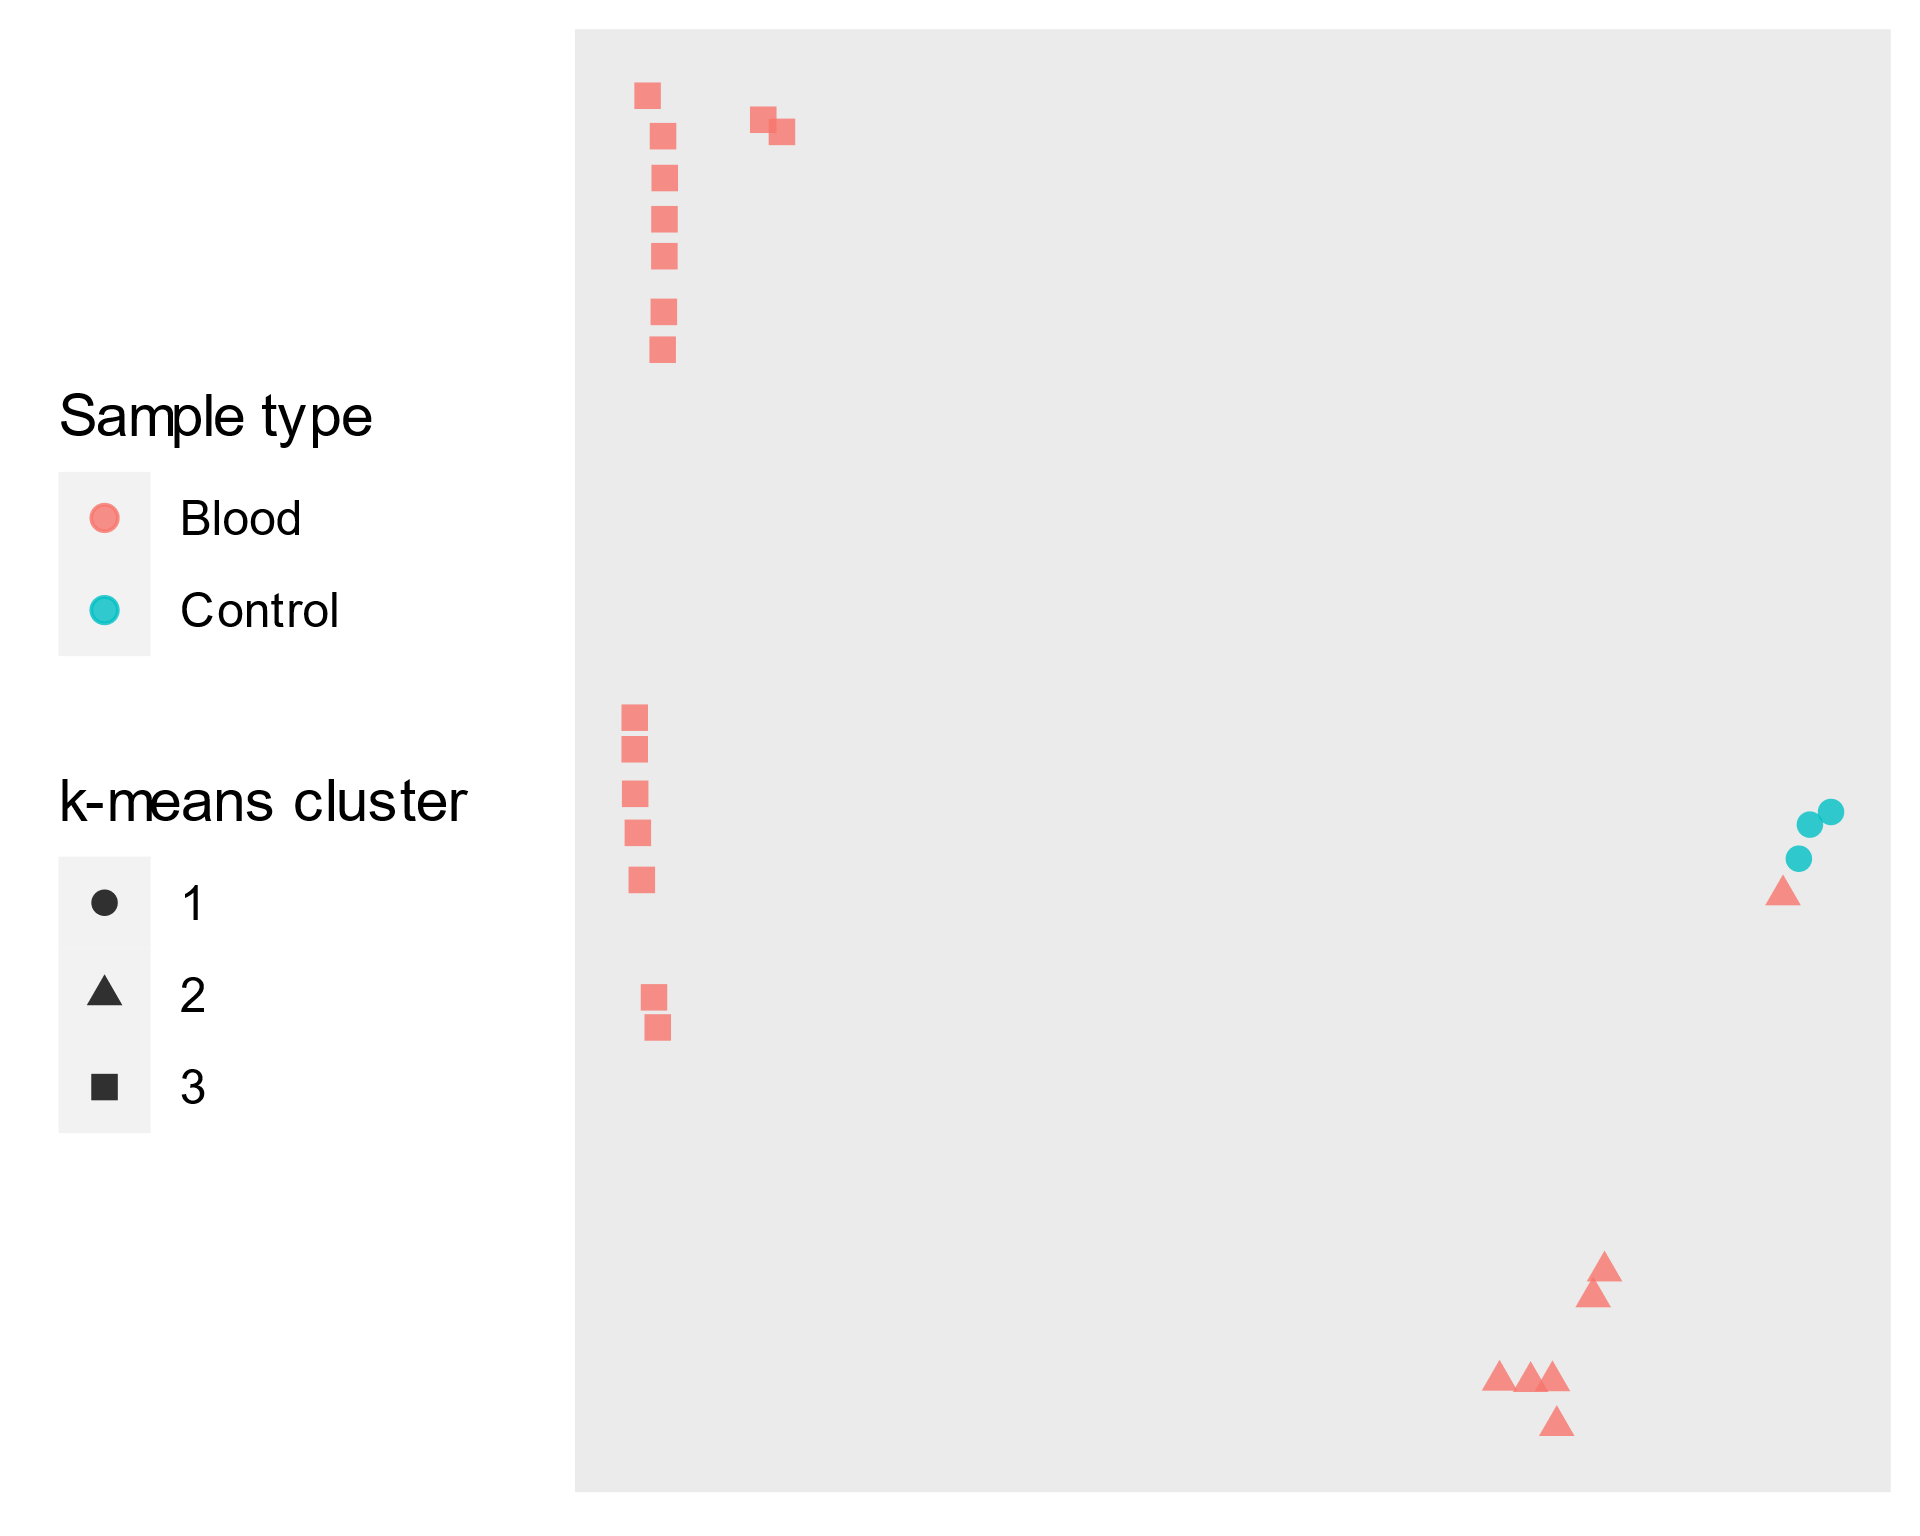 Sample type
Blood
Control
k-means cluster
1
2
3